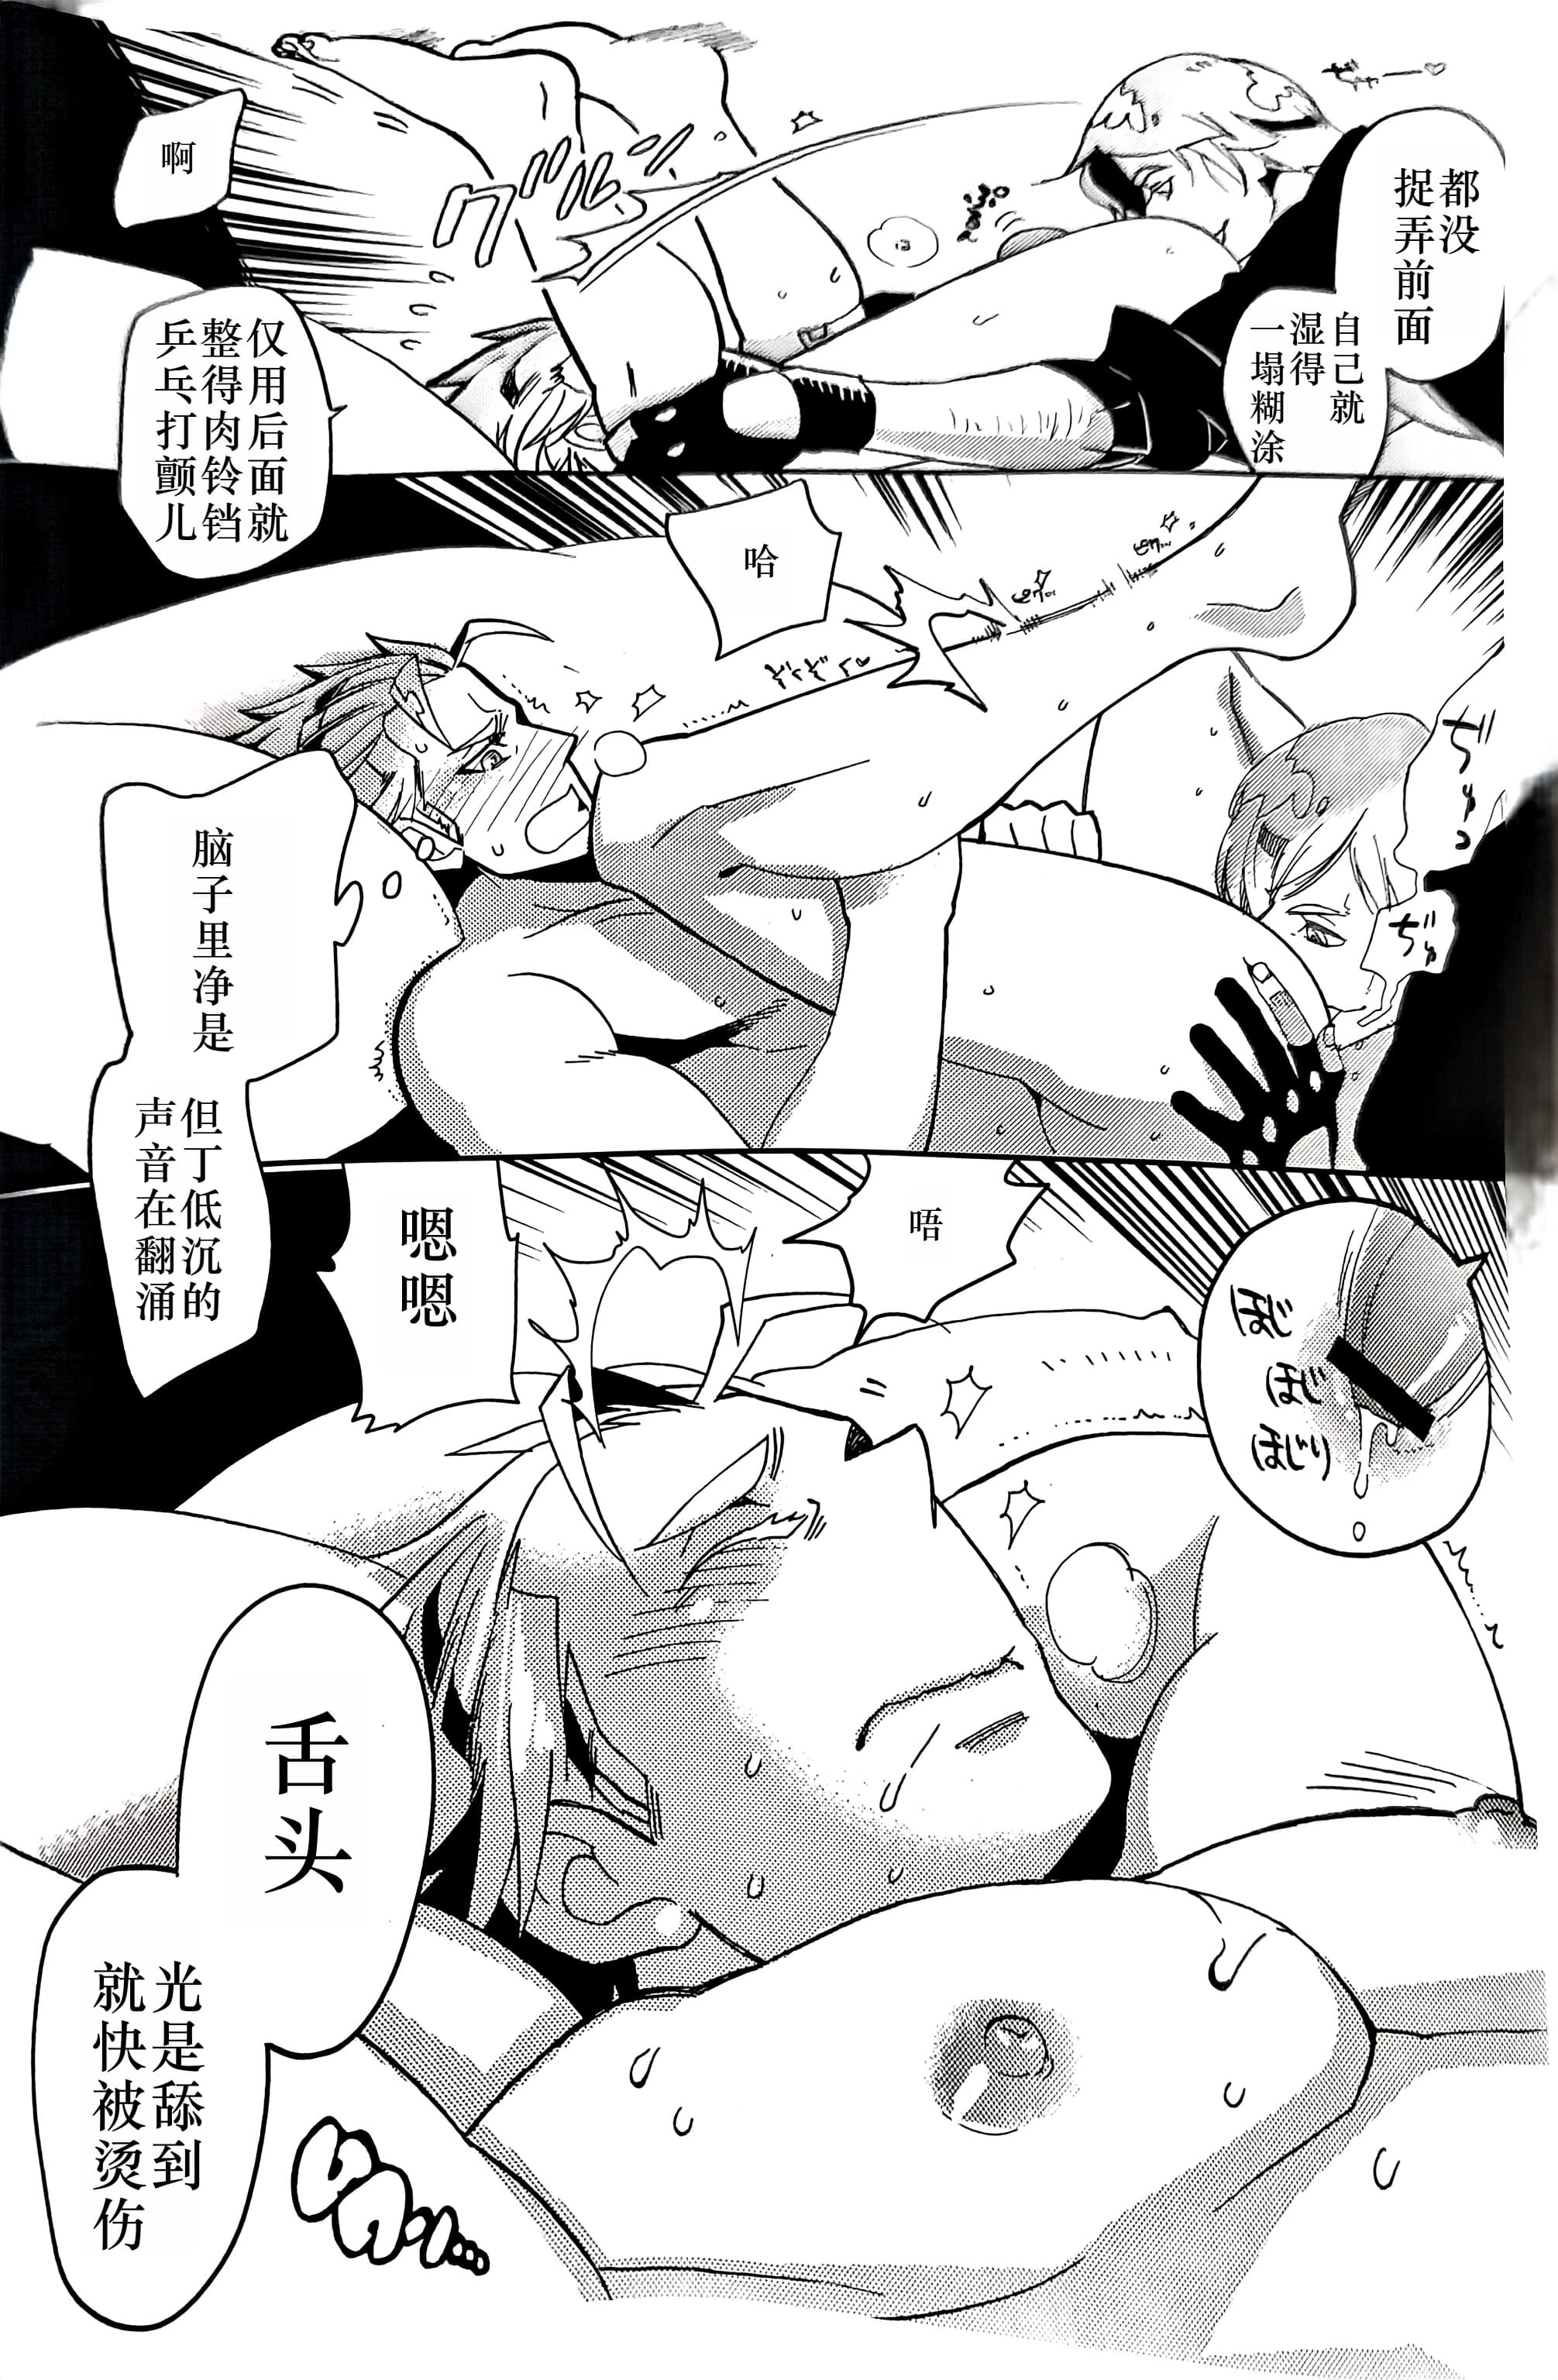 都没
捉弄前面
自己就
湿得
一塌糊涂
啊
仅用后面就
整得肉铃铛
乒乓打颤儿
哈
ぢゅっ
ぢゅ
脑子里净是
但丁低沉的
声音在翻涌
唔
嗯嗯
舌头
光是舔到
就快被烫伤